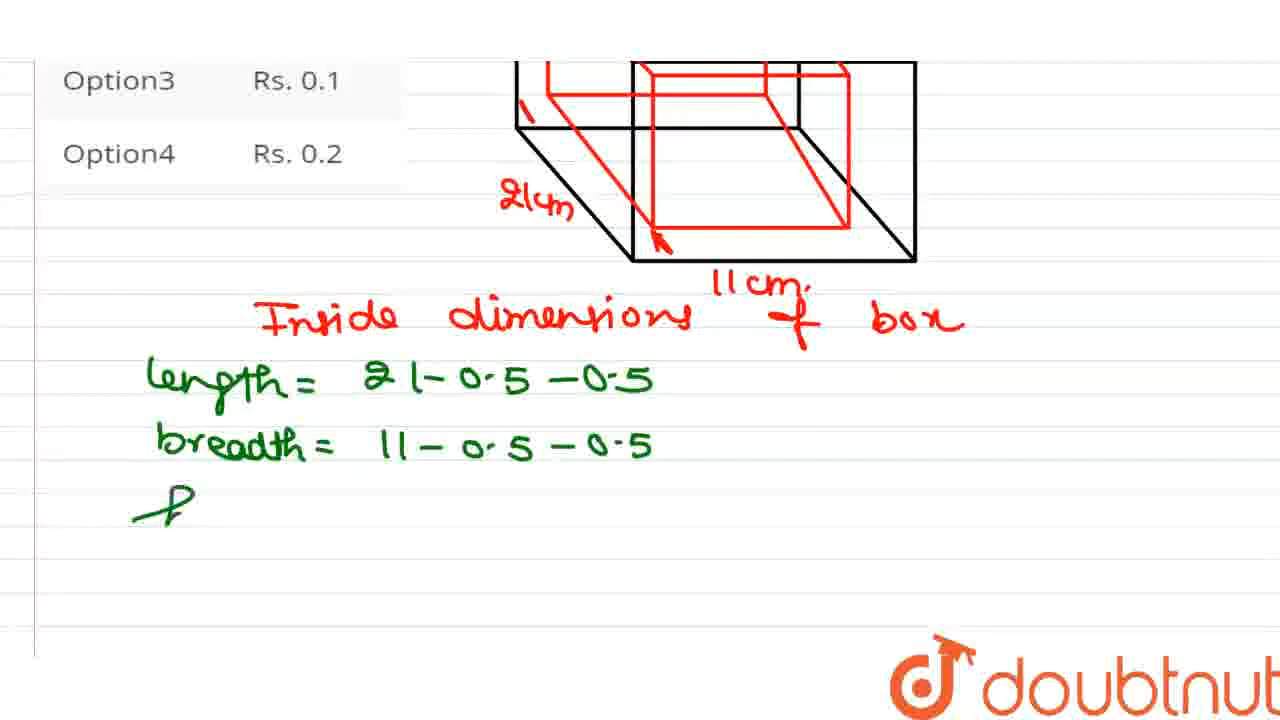 Option3 Rs. 0.1
Option4 Rs. 0.2
21cm
11cm.
Inside dimensions of box
length = 21 - 0.5 - 0.5
breadth = 11 - 0.5 - 0.5
doubtnut